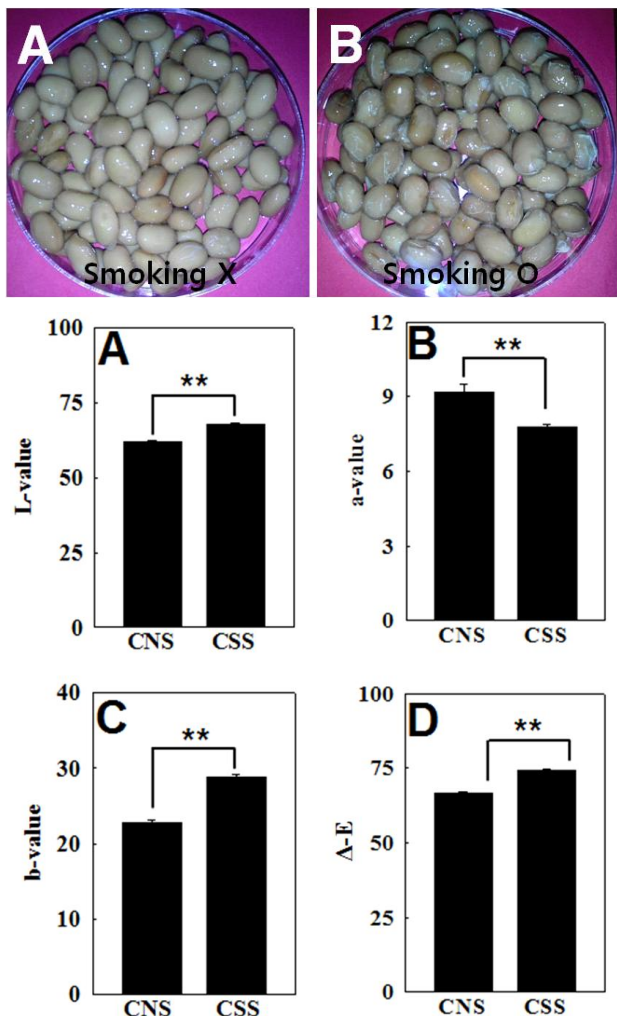 A
B
Smoking X
Smoking O
A
**
100
75
50
25
0
L-value
CNS CSS
B
**
12
9
6
3
0
a-value
CNS CSS
C
**
40
30
20
10
0
b-value
CNS CSS
D
**
100
75
50
25
0
Δ-E
CNS CSS